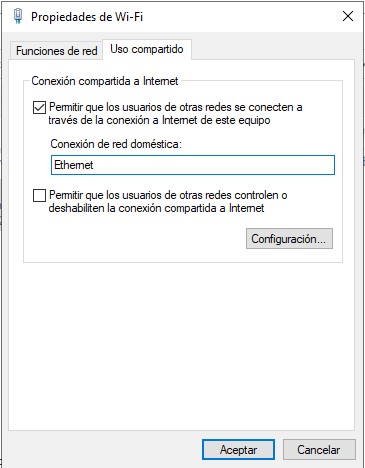 Propiedades de Wi-Fi
Funciones de red
Uso compartido
Conexión compartida a Internet
Permitir que los usuarios de otras redes se conecten a
través de la conexión a Internet de este equipo
Conexión de red doméstica:
Ethernet
Permitir que los usuarios de otras redes controlen o
deshabiliten la conexión compartida a Internet
Configuración...
Aceptar
Cancelar